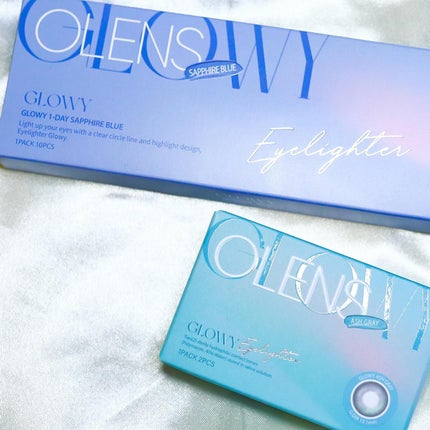 GLOWY
OLENS
SAPPHIRE BLUE
GLOWY
GLOWY 1-DAY SAPPHIRE BLUE
Light up your eyes with a clear circle line and highlight design,
Eyelighter Glowy.
1PACK 10PCS
Eyelighter
GLOWY
OLENS
ASH GRAY
GLOWY Eyelighter
1PACK 2PCS